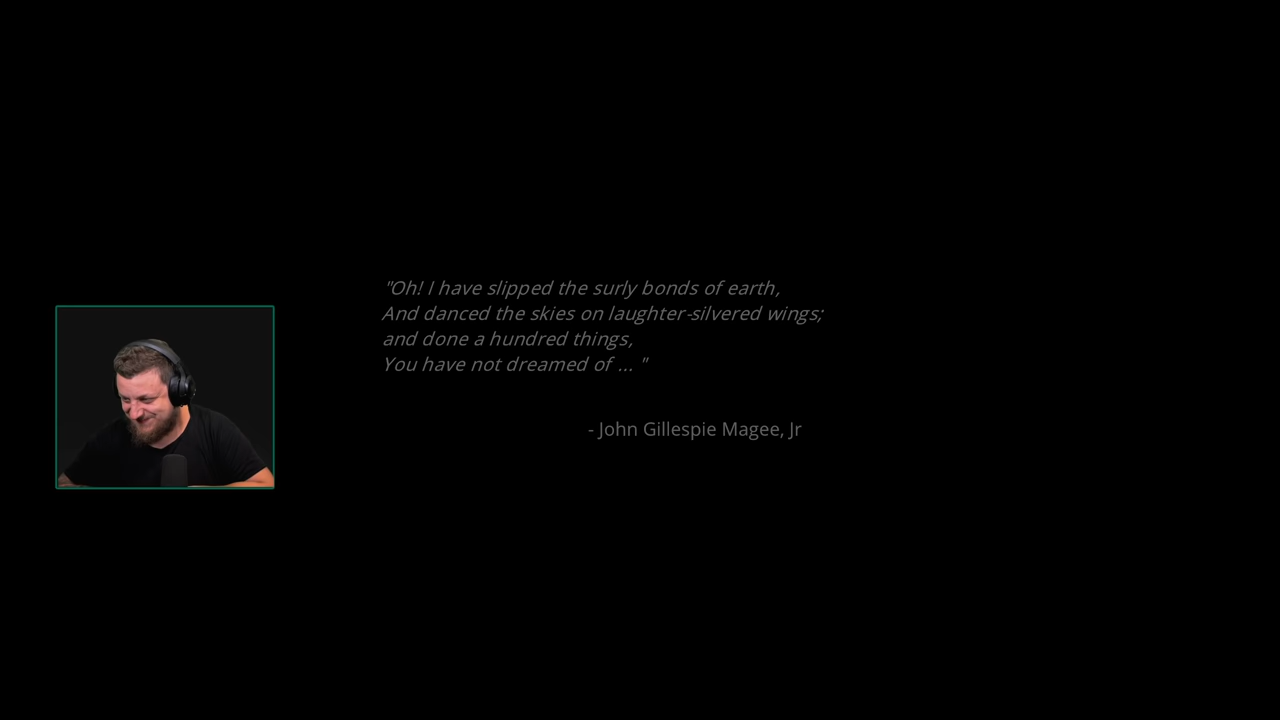 "Oh! I have slipped the surly bonds of earth,
And danced the skies on laughter-silvered wings;
and done a hundred things,
You have not dreamed of ... "
- John Gillespie Magee, Jr